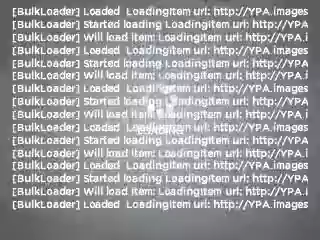 [BulkLoader] Loaded  LoadingItem url: http://YPA.images
[BulkLoader] Started loading LoadingItem url: http://YPA
[BulkLoader] Will load item: LoadingItem url: http://YPA.i
[BulkLoader] Loaded  LoadingItem url: http://YPA.images
[BulkLoader] Started loading LoadingItem url: http://YPA
[BulkLoader] Will load item: LoadingItem url: http://YPA.i
[BulkLoader] Loaded  LoadingItem url: http://YPA.images
[BulkLoader] Started loading LoadingItem url: http://YPA
[BulkLoader] Will load item: LoadingItem url: http://YPA.i
[BulkLoader] Loaded  LoadingItem url: http://YPA.images
LOADING
[BulkLoader] Started loading LoadingItem url: http://YPA
[BulkLoader] Will load item: LoadingItem url: http://YPA.i
[BulkLoader] Loaded  LoadingItem url: http://YPA.images
[BulkLoader] Started loading LoadingItem url: http://YPA
[BulkLoader] Will load item: LoadingItem url: http://YPA.i
[BulkLoader] Loaded  LoadingItem url: http://YPA.images